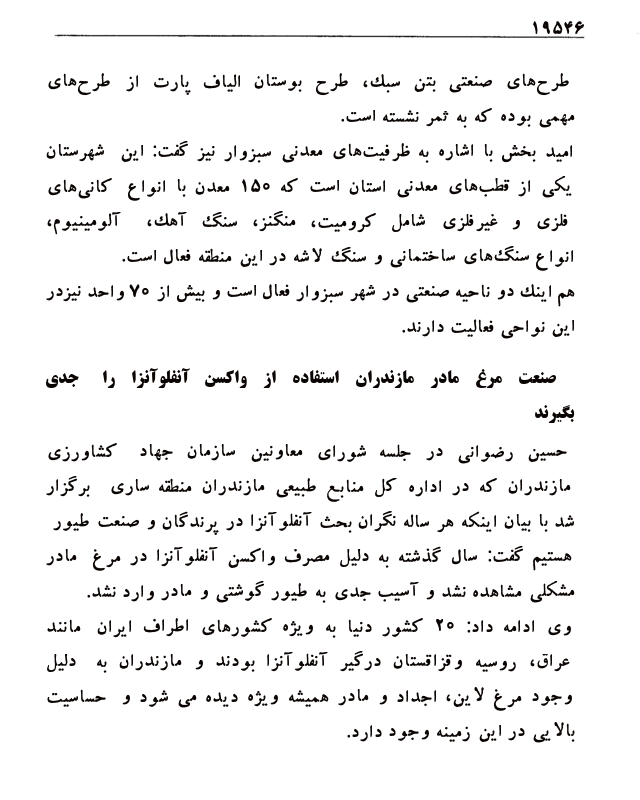 ۱۹۵۴۶
طرح‌های صنعتی بتن سبك، طرح بوستان الیاف پارت از طرح‌های
مهمی بوده که به ثمر نشسته است.
امید بخش با اشاره به ظرفیت‌های معدنی سبزوار نیز گفت: این شهرستان
یکی از قطب‌های معدنی استان است که ۱۵۰ معدن با انواع کانی‌های
فلزی و غیرفلزی شامل کرومیت، منگنز، سنگ آهك، آلومینیوم،
انواع سنگ‌های ساختمانی و سنگ لاشه در این منطقه فعال است.
هم اینك دو ناحیه صنعتی در شهر سبزوار فعال است و بیش از ۷۰ واحد نیزدر
این نواحی فعالیت دارند.
صنعت مرغ مادر مازندران استفاده از واکسن آنفلوآنزا را جدی
بگیرند
حسین رضوانی در جلسه شورای معاونین سازمان جهاد کشاورزی
مازندران که در اداره کل منابع طبیعی مازندران منطقه ساری برگزار
شد با بیان اینکه هر ساله نگران بحث آنفلوآنزا در پرندگان و صنعت طیور
هستیم گفت: سال گذشته به دلیل مصرف واکسن آنفلوآنزا در مرغ مادر
مشکلی مشاهده نشد و آسیب جدی به طیور گوشتی و مادر وارد نشد.
وی ادامه داد: ۲۰ کشور دنیا به ویژه کشورهای اطراف ایران مانند
عراق، روسیه وقزاقستان درگیر آنفلوآنزا بودند و مازندران به دلیل
وجود مرغ لاین، اجداد و مادر همیشه ویژه دیده می شود و حساسیت
بالایی در این زمینه وجود دارد.